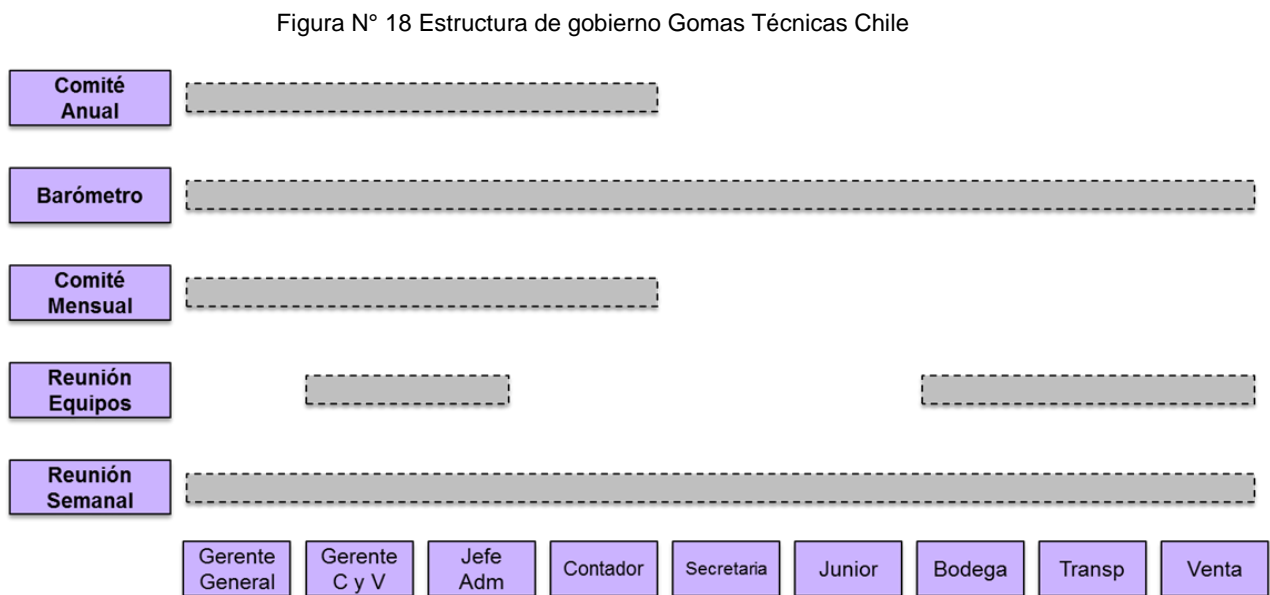 Figura N° 18 Estructura de gobierno Gomas Técnicas Chile
Comité
Anual
Barómetro
Comité
Mensual
Reunión
Equipos
Reunión
Semanal
Gerente
General
Gerente
C y V
Jefe
Adm
Contador
Secretaria
Junior
Bodega
Transp
Venta